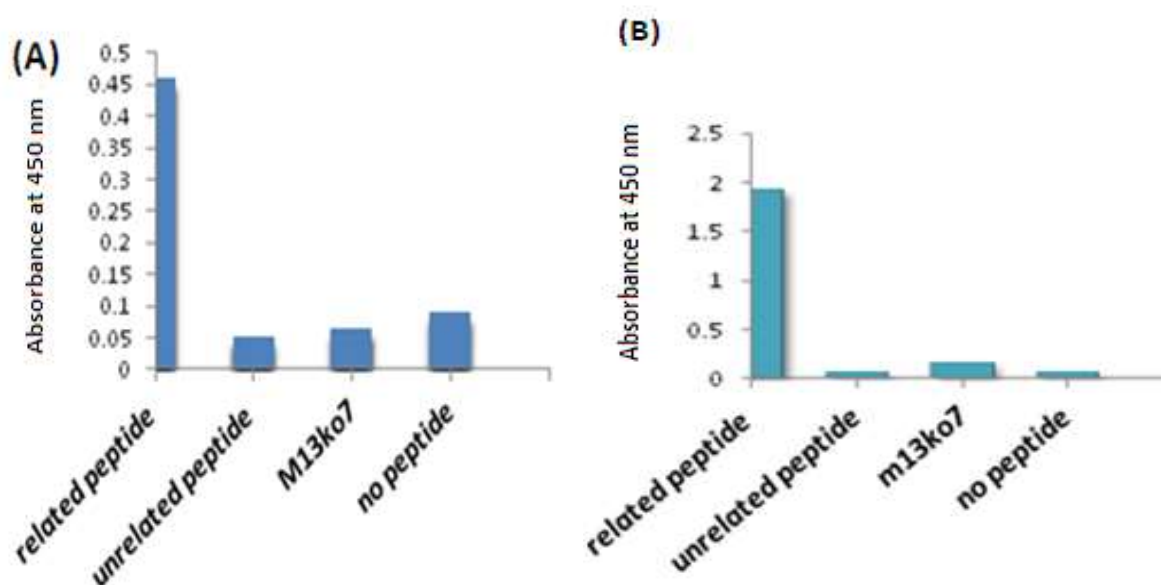 (A)
Absorbance at 450 nm
0.5
0.45
0.4
0.35
0.3
0.25
0.2
0.15
0.1
0.05
0
related peptide
unrelated peptide
M13ko7
no peptide
(B)
Absorbance at 450 nm
2.5
2
1.5
1
0.5
0
related peptide
unrelated peptide
m13ko7
no peptide